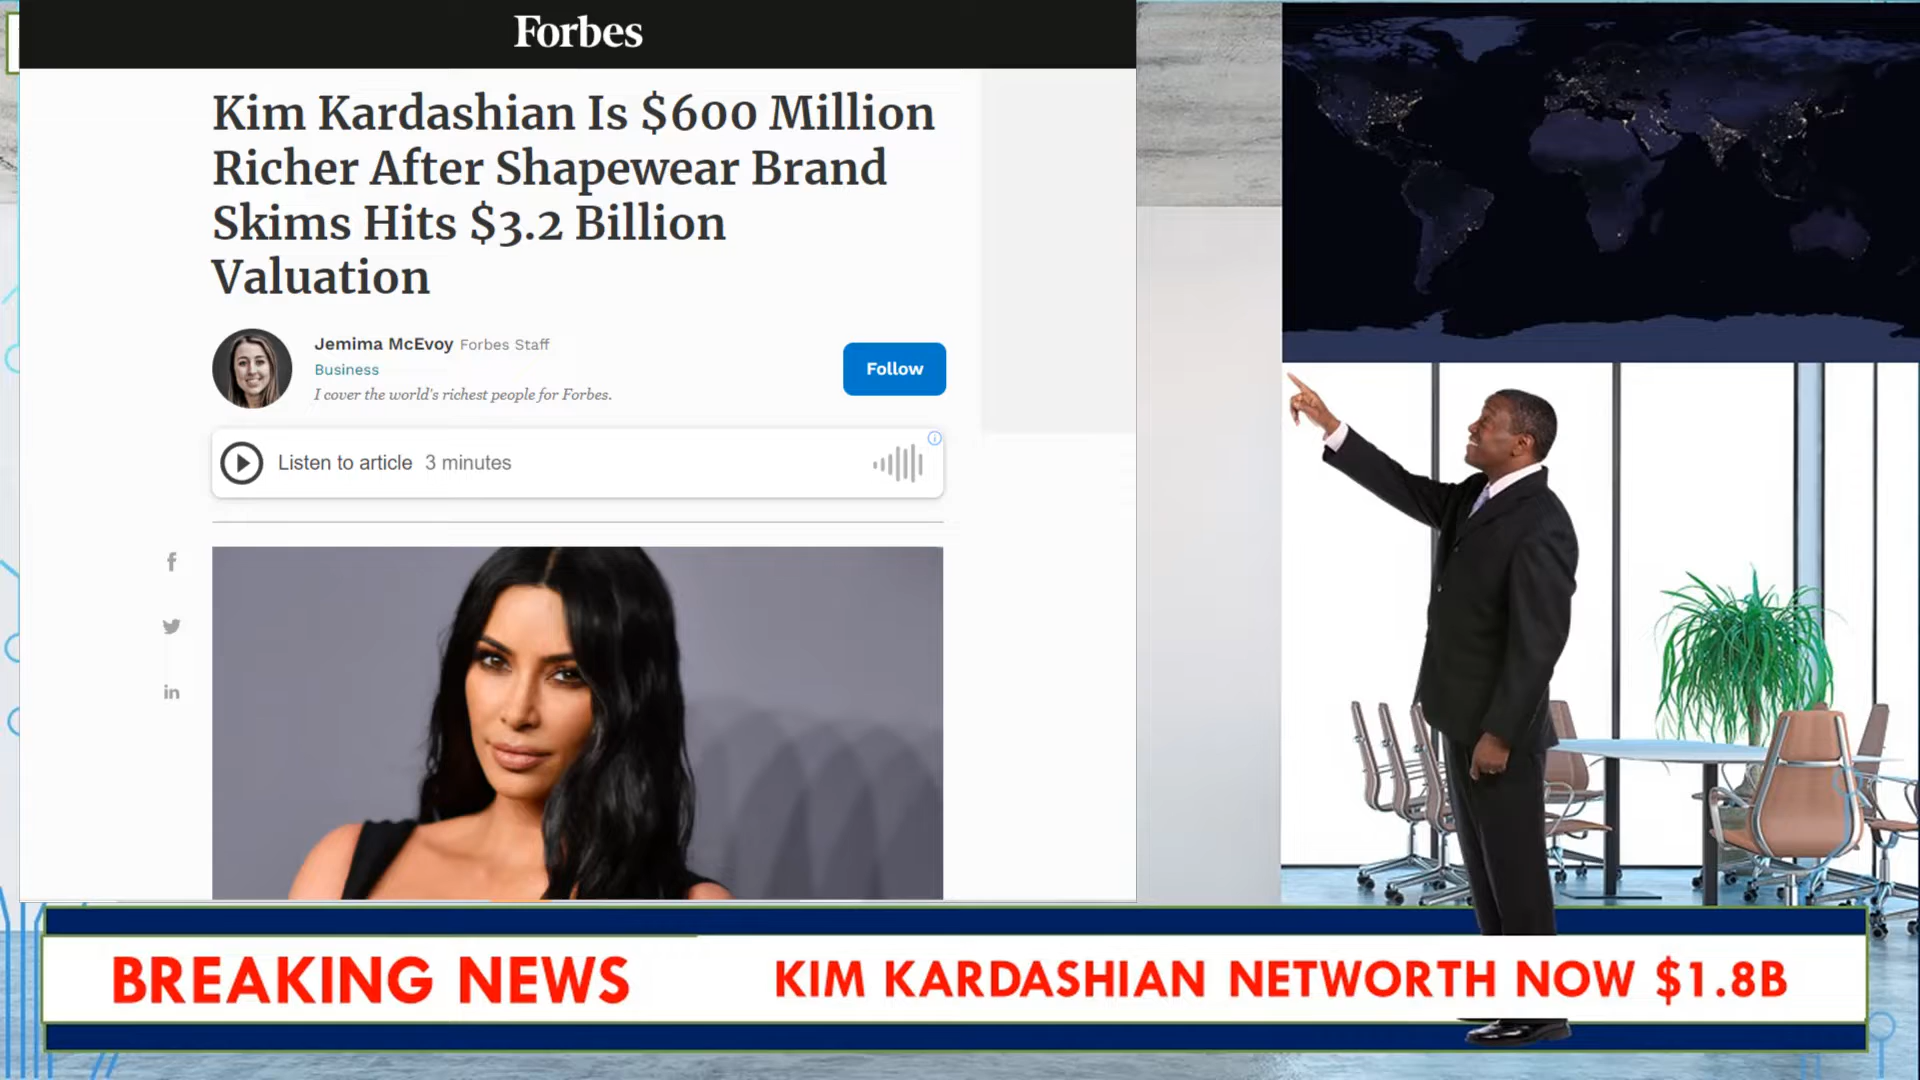 Forbes
Kim Kardashian Is $600 Million
Richer After Shapewear Brand
Skims Hits $3.2 Billion
Valuation
Jemima McEvoy Forbes Staff
Business
I cover the world's richest people for Forbes.
Follow
Listen to article 3 minutes
BREAKING NEWS
KIM KARDASHIAN NETWORTH NOW $1.8B